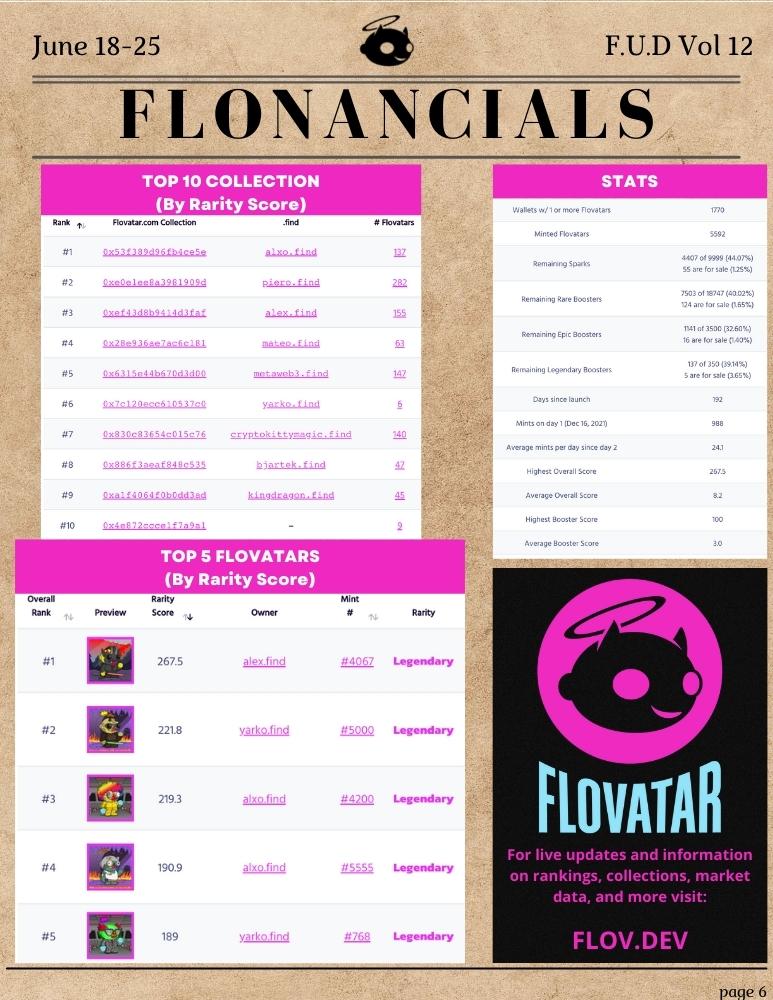 June 18-25
F.U.D Vol 12
FLONANCIALS
TOP 10 COLLECTION
(By Rarity Score)
Rank Flovatar.com Collection .find # Flovatars
#1 0x53f389d96fb4ce5e alxo.find 137
#2 0xe0e1ee8a3981909d piero.find 282
#3 0xef43d8b9414d3faf alex.find 155
#4 0x28e936ae7ac6c181 mateo.find 63
#5 0x6315e44b670d3d00 metaweb3.find 147
#6 0x7c120ecc610537c0 yarko.find 6
#7 0x830c83654c015c76 cryptokittymagic.find 140
#8 0x886f3aeaf848c535 bjartek.find 47
#9 0xa1f4064f0b0dd3ad kingdragon.find 45
#10 0x4e872ccce1f7a9a1 – 9
STATS
Wallets w/ 1 or more Flovatars 1770
Minted Flovatars 5592
Remaining Sparks 4407 of 9999 (44.07%)
55 are for sale (1.25%)
Remaining Rare Boosters 7503 of 18747 (40.02%)
124 are for sale (1.65%)
Remaining Epic Boosters 1141 of 3500 (32.60%)
16 are for sale (1.40%)
Remaining Legendary Boosters 137 of 350 (39.14%)
5 are for sale (3.65%)
Days since launch 192
Mints on day 1 (Dec 16, 2021) 988
Average mints per day since day 2 24.1
Highest Overall Score 267.5
Average Overall Score 8.2
Highest Booster Score 100
Average Booster Score 3.0
TOP 5 FLOVATARS
(By Rarity Score)
Overall Rank Preview Rarity Score Owner Mint # Rarity
#1 267.5 alex.find #4067 Legendary
#2 221.8 yarko.find #5000 Legendary
#3 219.3 alxo.find #4200 Legendary
#4 190.9 alxo.find #5555 Legendary
#5 189 yarko.find #768 Legendary
FLOVATAR
For live updates and information
on rankings, collections, market
data, and more visit:
FLOV.DEV
page 6